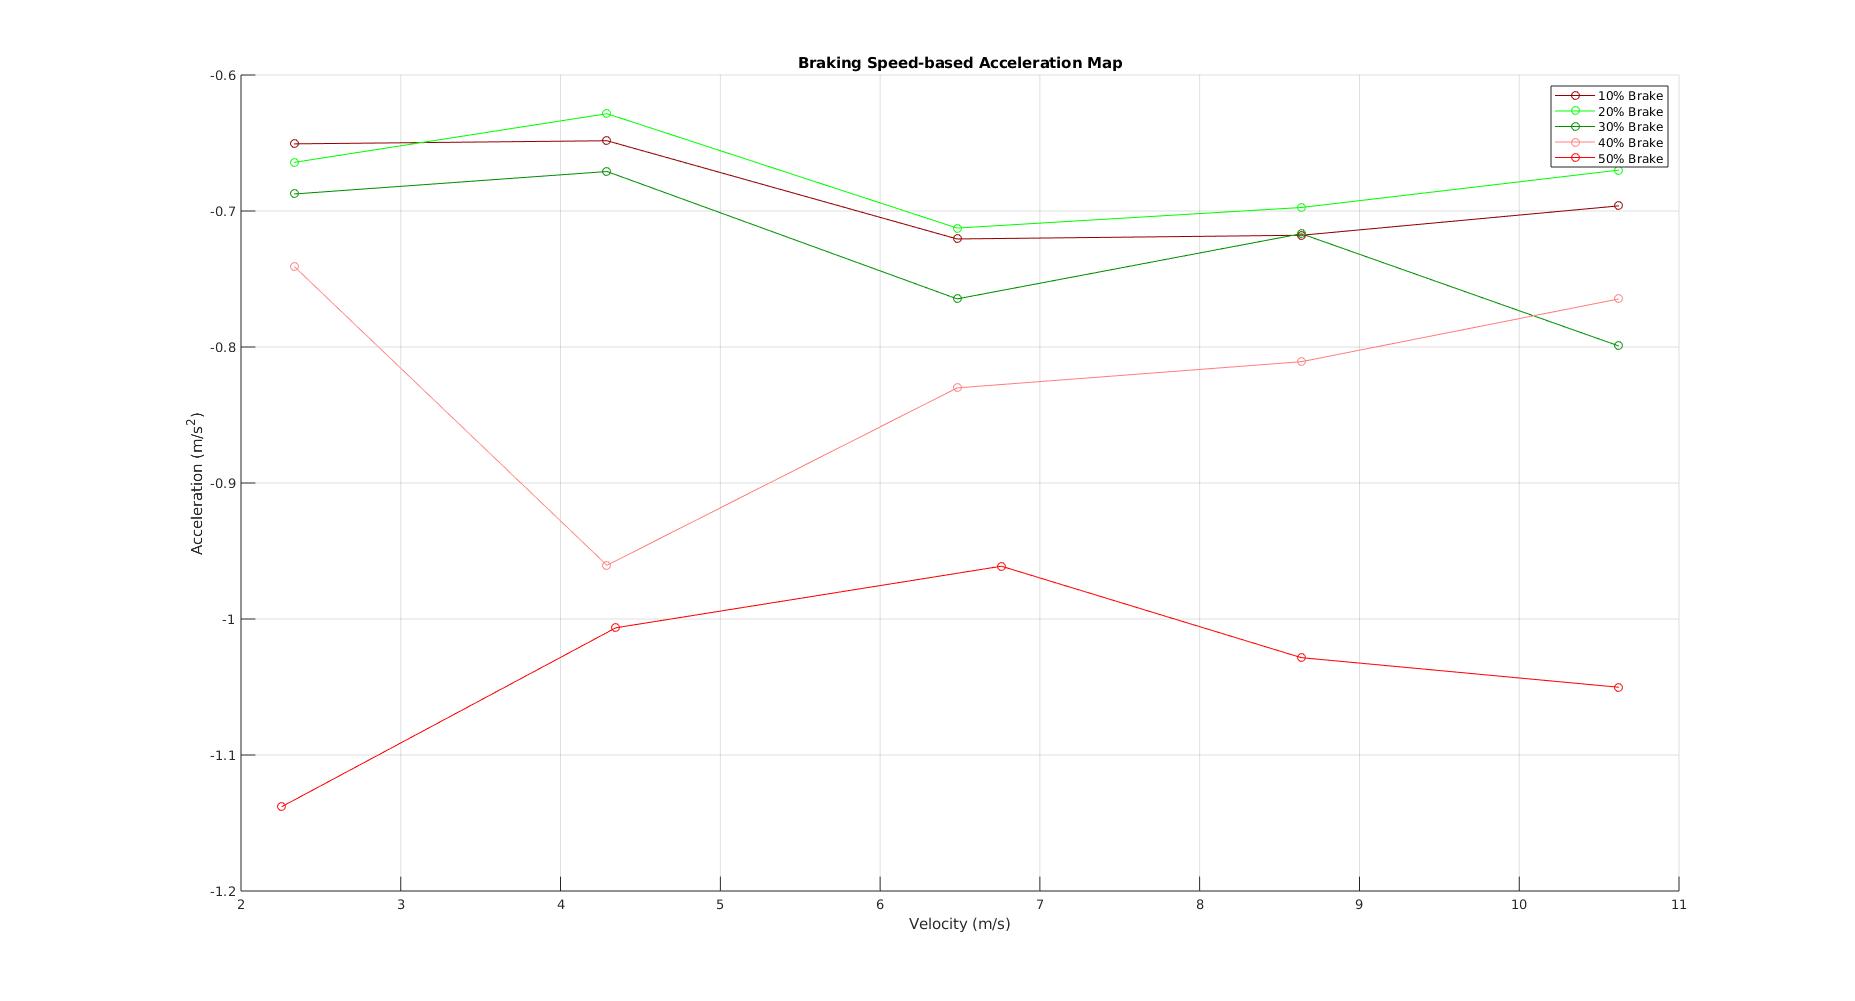 Braking Speed-based Acceleration Map
-0.6
-0.7
-0.8
-0.9
-1
-1.1
-1.2
Acceleration (m/s²)
10% Brake
20% Brake
30% Brake
40% Brake
50% Brake
2 3 4 5 6 7 8 9 10 11
Velocity (m/s)